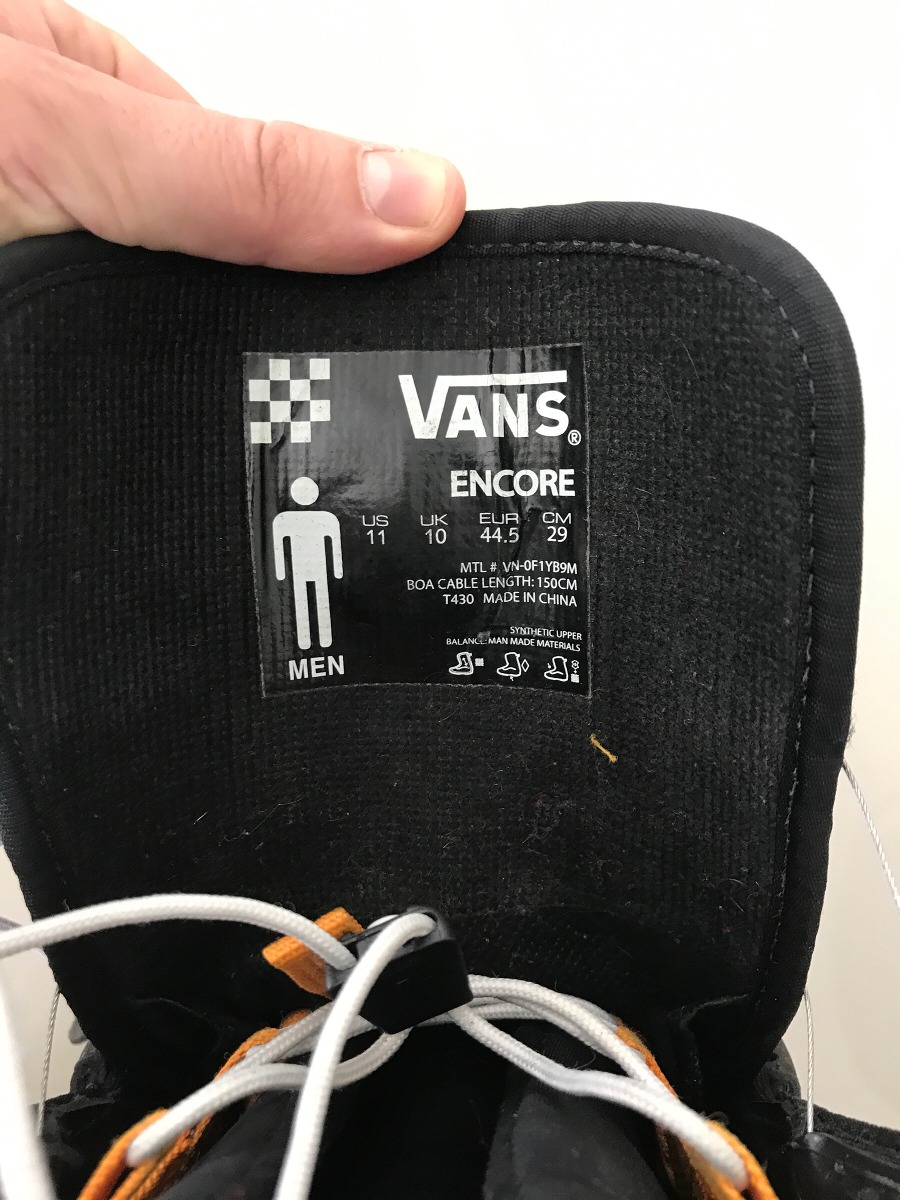 VANS®
ENCORE
US UK EUR CM
11 10 44.5 29
MTL # VN-0F1YB9M
BOA CABLE LENGTH: 150CM
T430 MADE IN CHINA
SYNTHETIC UPPER
BALANCE: MAN MADE MATERIALS
MEN